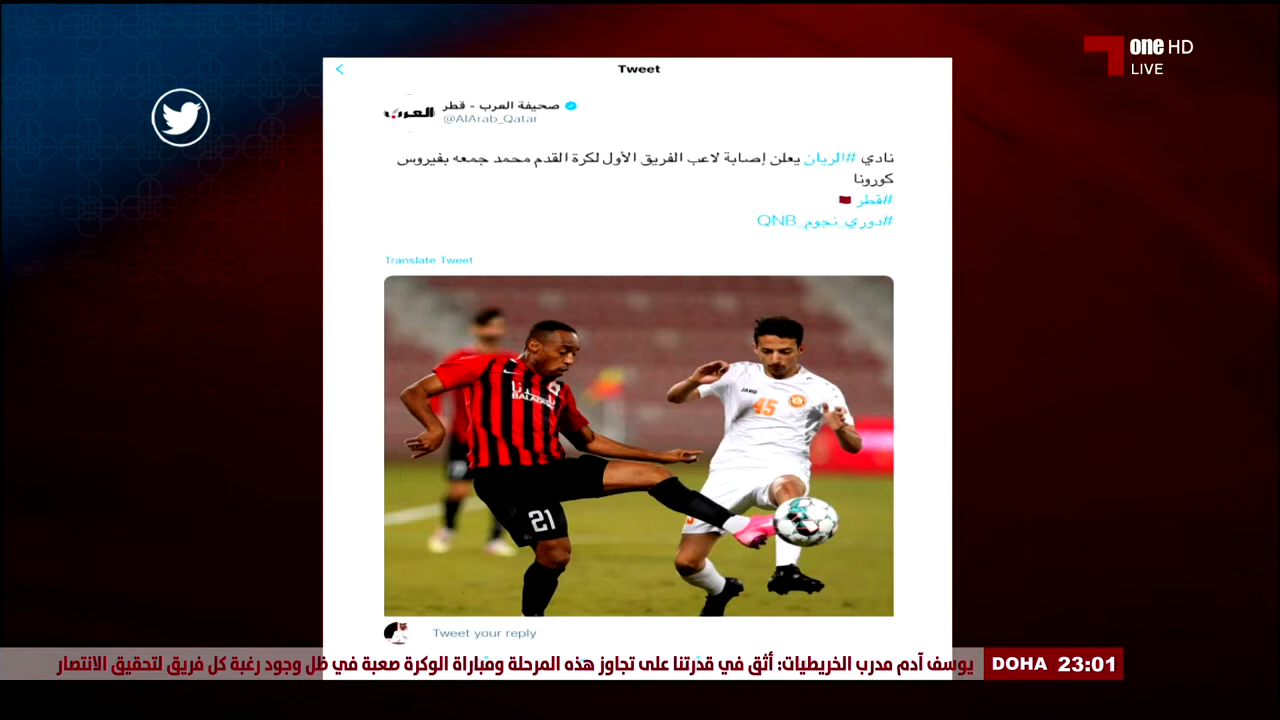 one HD
LIVE
Tweet
العرب
صحيفة العرب - قطر
@AlArab_Qatar
نادي #الريان يعلن إصابة لاعب الفريق الأول لكرة القدم محمد جمعه بفيروس
كورونا
#قطر
#دوري_نجوم_QNB
Translate Tweet
بلدنا
BALADNA
21
JAKO
45
Tweet your reply
يوسف آدم مدرب الخريطيات: أثق في قدرتنا على تجاوز هذه المرحلة ومباراة الوكرة صعبة في ظل وجود رغبة كل فريق لتحقيق الانتصار
DOHA 23:01